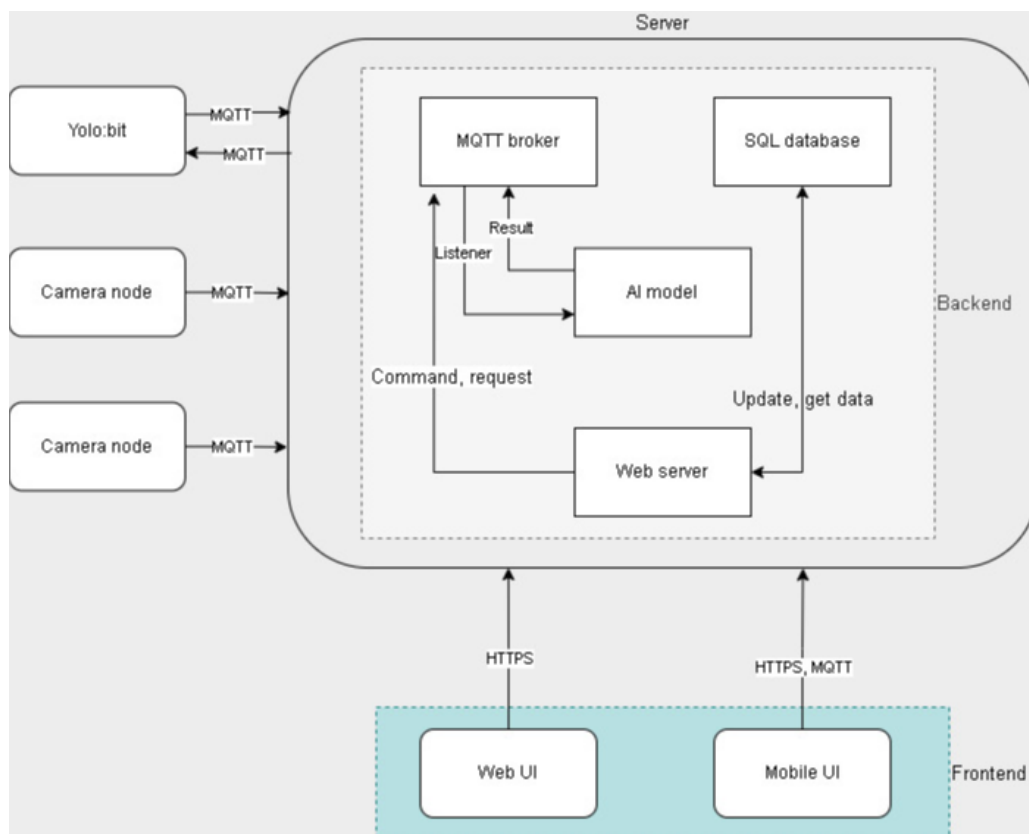 Server
Yolo:bit
MQTT
MQTT
MQTT broker
SQL database
Result
Listener
Camera node
MQTT
AI model
Backend
Command, request
Update, get data
Camera node
MQTT
Web server
HTTPS
HTTPS, MQTT
Web UI
Mobile UI
Frontend